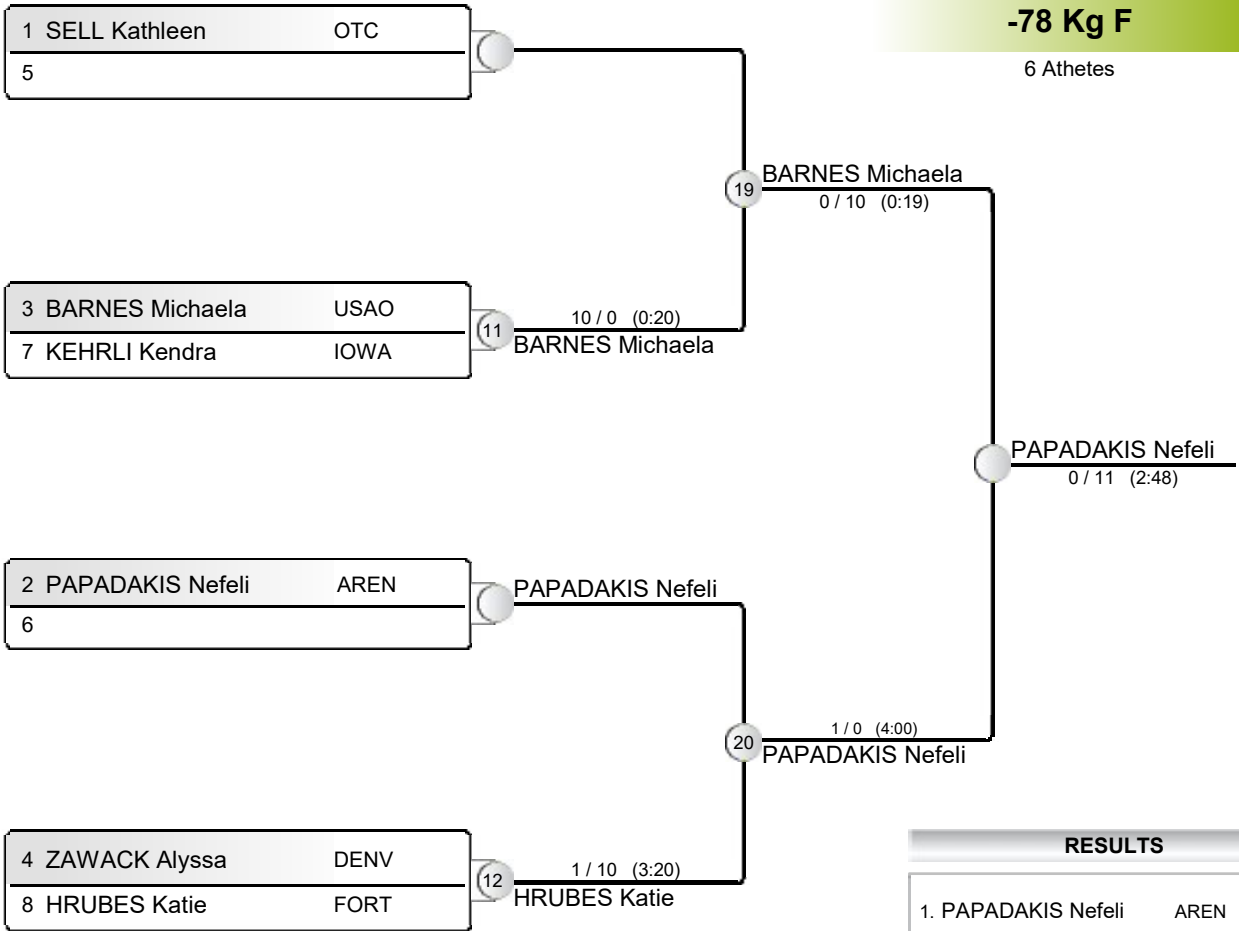 -78 Kg F
6 Athetes
1 SELL Kathleen OTC
5
19 BARNES Michaela
0 / 10 (0:19)
3 BARNES Michaela USAO
7 KEHRLI Kendra IOWA
11 10 / 0 (0:20)
BARNES Michaela
PAPADAKIS Nefeli
0 / 11 (2:48)
2 PAPADAKIS Nefeli AREN
6
PAPADAKIS Nefeli
20 1 / 0 (4:00)
PAPADAKIS Nefeli
4 ZAWACK Alyssa DENV
8 HRUBES Katie FORT
12 1 / 10 (3:20)
HRUBES Katie
RESULTS
1. PAPADAKIS Nefeli AREN